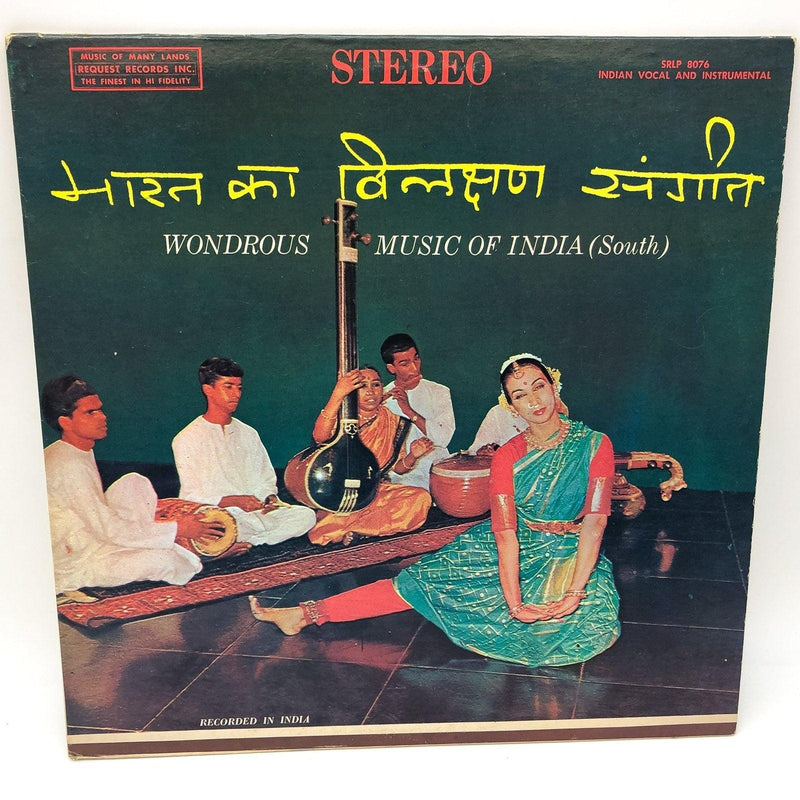 MUSIC OF MANY LANDS
REQUEST RECORDS INC.
THE FINEST IN HI FIDELITY
STEREO
SRLP 8076
INDIAN VOCAL AND INSTRUMENTAL
भारत का विलक्षण संगीत
WONDROUS MUSIC OF INDIA (South)
RECORDED IN INDIA